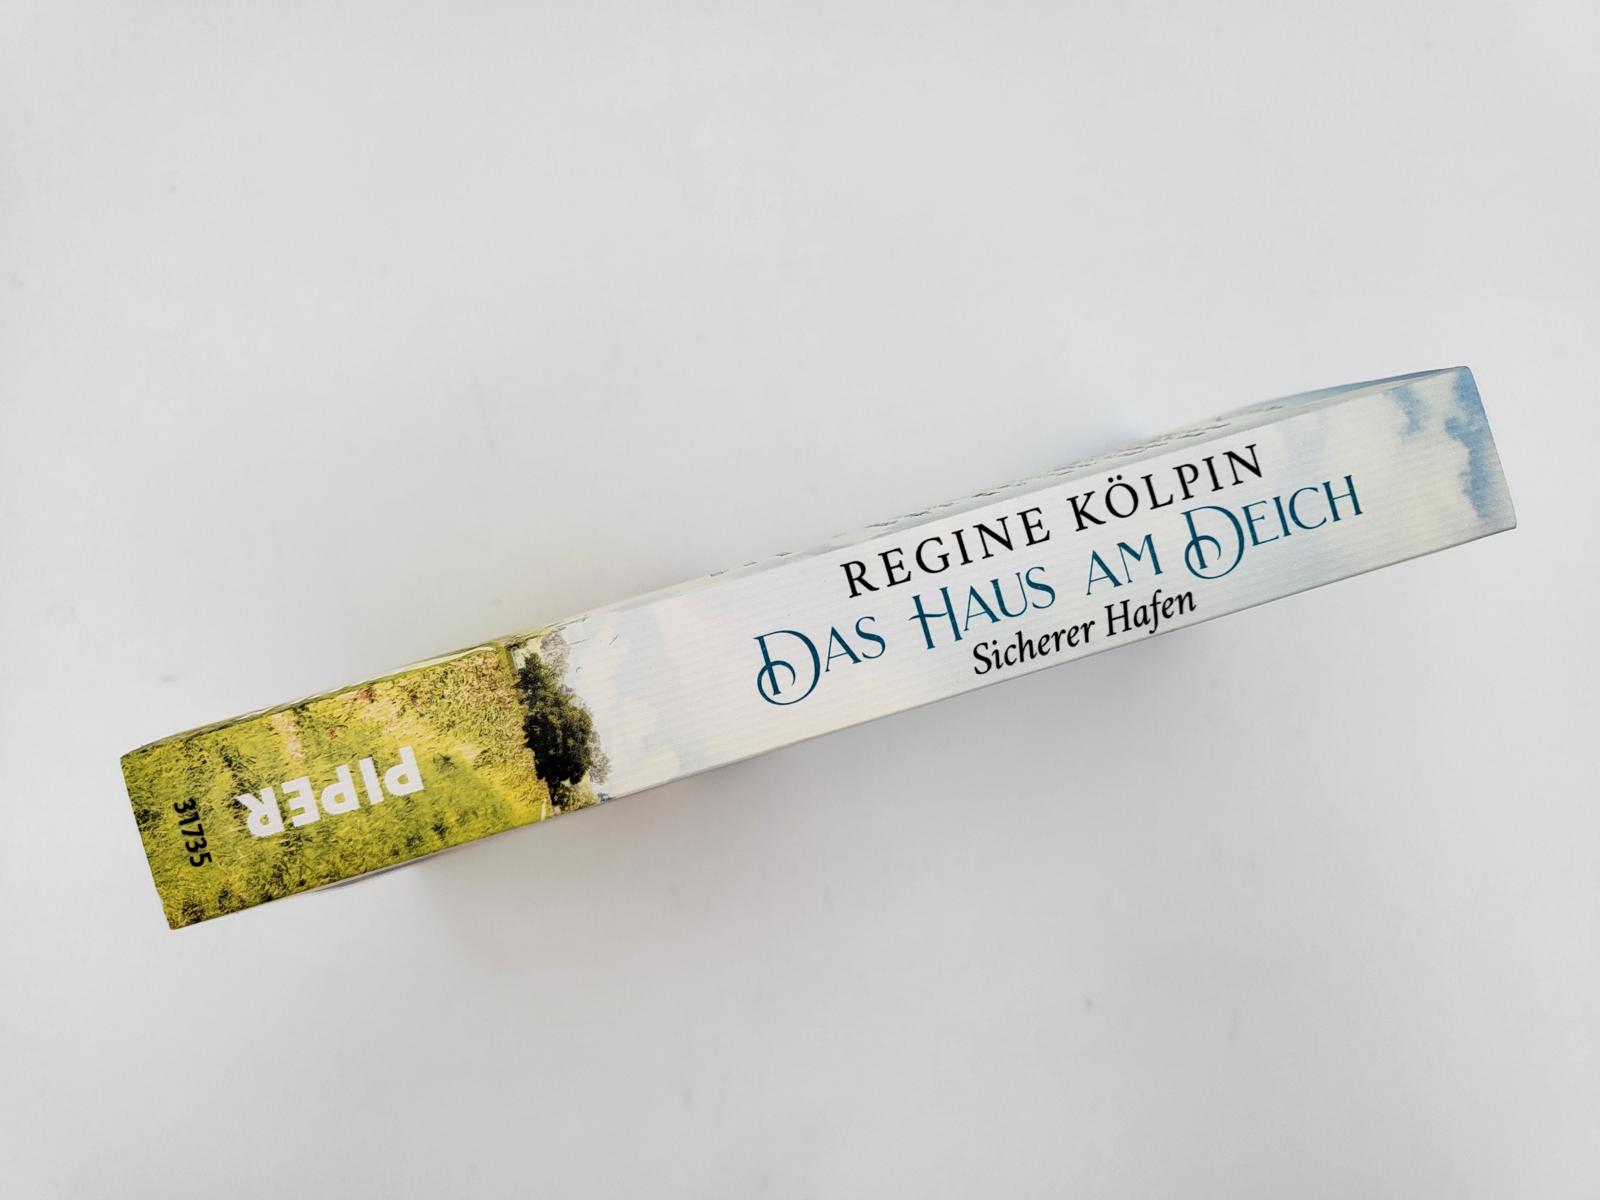 REGINE KÖLPIN
DAS HAUS AM DEICH
Sicherer Hafen
PIPER
31735